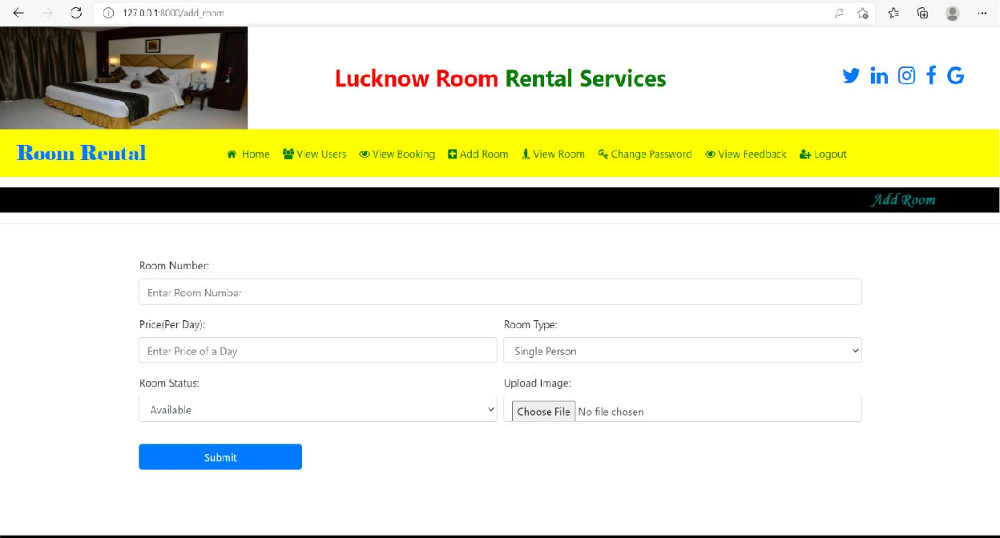 127.0.0.1:8000/add_room
Lucknow Room Rental Services
Room Rental
Home View Users View Booking Add Room View Room Change Password View Feedback Logout
Add Room
Room Number:
Enter Room Number
Price(Per Day): Room Type:
Enter Price of a Day Single Person
Room Status: Upload Image:
Available Choose File No file chosen
Submit